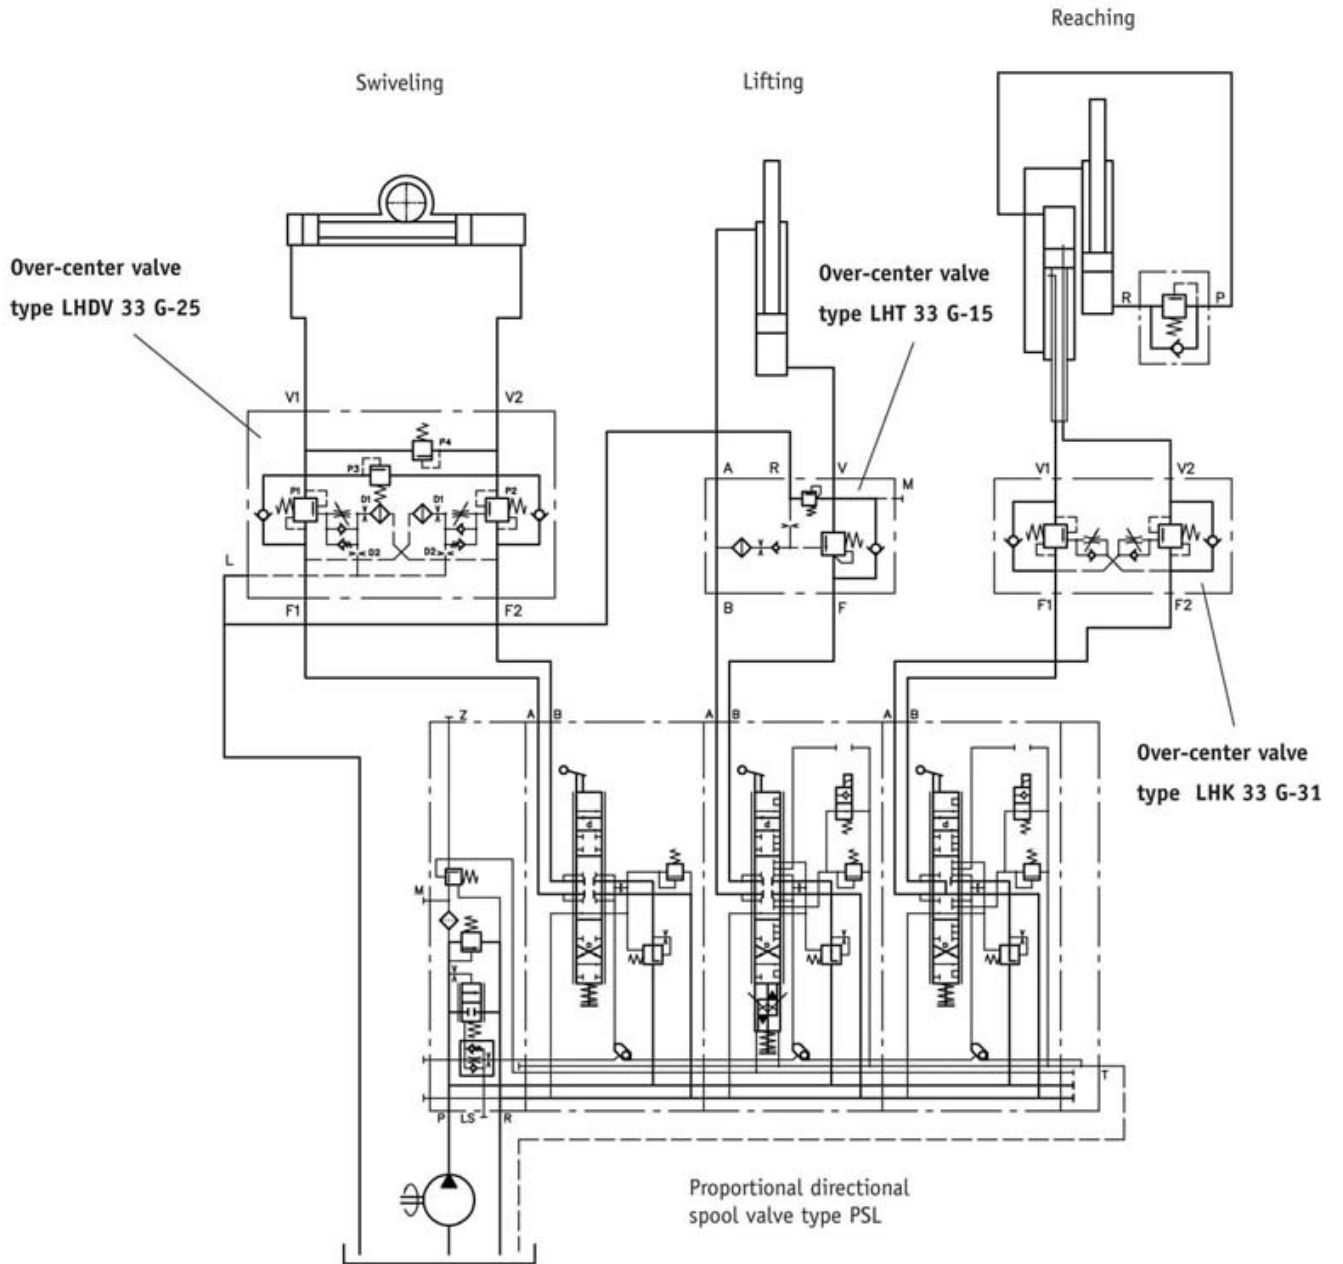 Reaching
Swiveling
Lifting
Over-center valve
type LHDV 33 G-25
Over-center valve
type LHT 33 G-15
R
P
V1
V2
P4
P3
P1
D1
D1
P2
D2
D2
L
F1
F2
A
R
V
M
B
F
V1
V2
F1
F2
Over-center valve
type LHK 33 G-31
Z
A
B
A
B
A
B
M
T
P
LS
R
Proportional directional
spool valve type PSL